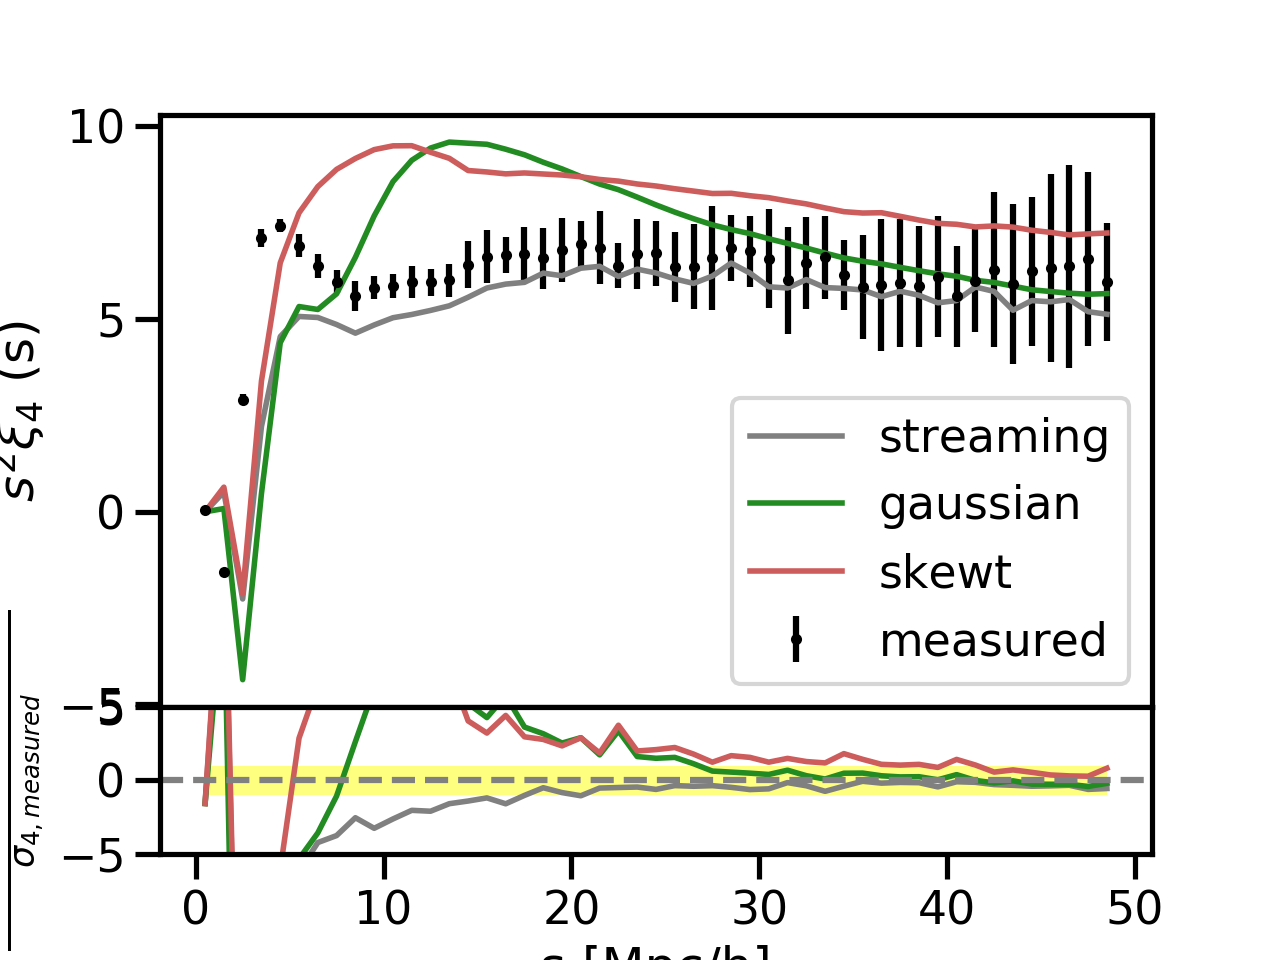 10
5
0
−5
s²ξ₄ (s)
streaming
gaussian
skewt
measured
5
0
−5
σ₄,measured
0
10
20
30
40
50
s [Mpc/h]